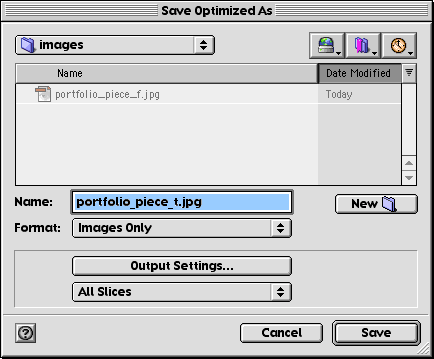 Save Optimized As
images
Name Date Modified
portfolio_piece_f.jpg Today
Name: portfolio_piece_t.jpg New
Format: Images Only
Output Settings...
All Slices
? Cancel Save